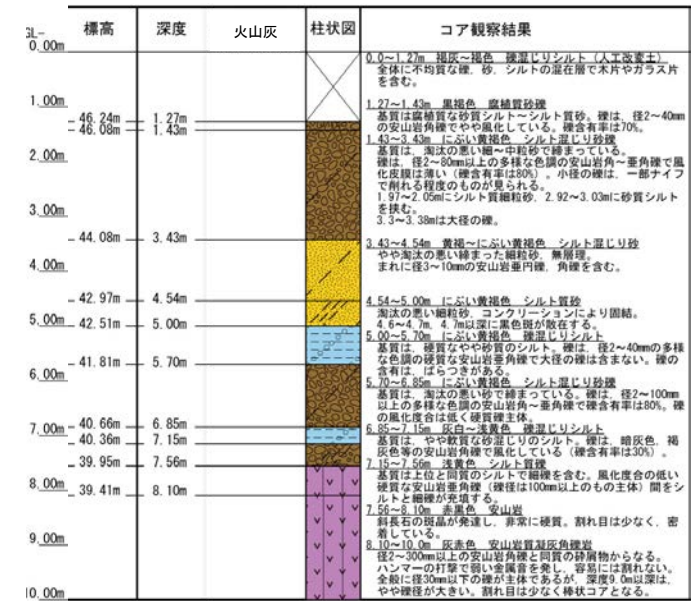 GL-
標高 深度 火山灰 柱状図 コア観察結果
0.00m
0.0～1.27m 褐灰～褐色 礫混じりシルト（人工改変土）
全体に不均質な礫，砂，シルトの混在層で木片やガラス片
を含む。
1.00m
46.24m 1.27m
46.08m 1.43m
1.27～1.43m 黒褐色 腐植質砂礫
基質は腐植質な砂質シルト～シルト質砂。礫は，径2～40mm
の安山岩角礫でやや風化している。礫含有率は70%。
1.43～3.43m にぶい黄褐色 シルト混じり砂礫
基質は，淘汰の悪い細～中粒砂で締まっている。
2.00m
礫は，径2～80mm以上の多様な色調の安山岩角～亜角礫で風
化皮膜は薄い（礫含有率は80%）。小径の礫は，一部ナイフ
で削れる程度のものが見られる。
1.97～2.05mにシルト質細粒砂，2.92～3.03mに砂質シルト
を挟む。
3.00m
3.3～3.38mは大径の礫。
44.08m 3.43m
3.43～4.54m 黄褐～にぶい黄褐色 シルト混じり砂
やや淘汰の悪い締まった細粒砂，無層理。
まれに径3～10mmの安山岩亜円礫，角礫を含む。
4.00m
42.97m 4.54m
4.54～5.00m にぶい黄褐色 シルト質砂
淘汰の悪い細粒砂，コンクリーションにより固結。
4.6～4.7m，4.7m以深に黒色斑が散在する。
5.00m
42.51m 5.00m
5.00～5.70m にぶい黄褐色 礫混じりシルト
基質は，硬質なやや砂質のシルト。礫は，径2～40mmの多様
な色調の硬質な安山岩亜角礫で大径の礫は含まない。礫の
含有は，ばらつきがある。
41.81m 5.70m
5.70～6.85m にぶい黄褐色 シルト混じり砂礫
6.00m
基質は，淘汰の悪い砂で締まっている。礫は，径2～100mm
以上の多様な色調の安山岩角～亜角礫で礫含有率は80%。礫
の風化度合は低く硬質礫主体。
40.66m 6.85m
6.85～7.15m 灰白～浅黄色 礫混じりシルト
7.00m
40.36m 7.15m
基質は，やや軟質な砂混じりのシルト。礫は，暗灰色，褐
灰色等の安山岩角礫で風化している（礫含有率は30%）。
7.15～7.56m 浅黄色 シルト質礫
39.95m 7.56m
基質は上位と同質のシルトで細礫を含む。風化度合の低い
硬質な安山岩亜角礫（礫径は100mm以上のもの主体）間をシ
ルトと細礫が充填する。
8.00m
39.41m 8.10m
7.56～8.10m 赤黒色 安山岩
斜長石の斑晶が発達し，非常に硬質。割れ目は少なく，密
着している。
9.00m
8.10～10.0m 灰赤色 安山岩質凝灰角礫岩
径2～300mm以上の安山岩角礫と同質の砕屑物からなる。
ハンマーの打撃で弱い金属音を発し，容易には割れない。
全般に径30mm以下の礫が主体であるが，深度9.0m以深は，
やや礫径が大きい。割れ目は少なく棒状コアとなる。
10.00m